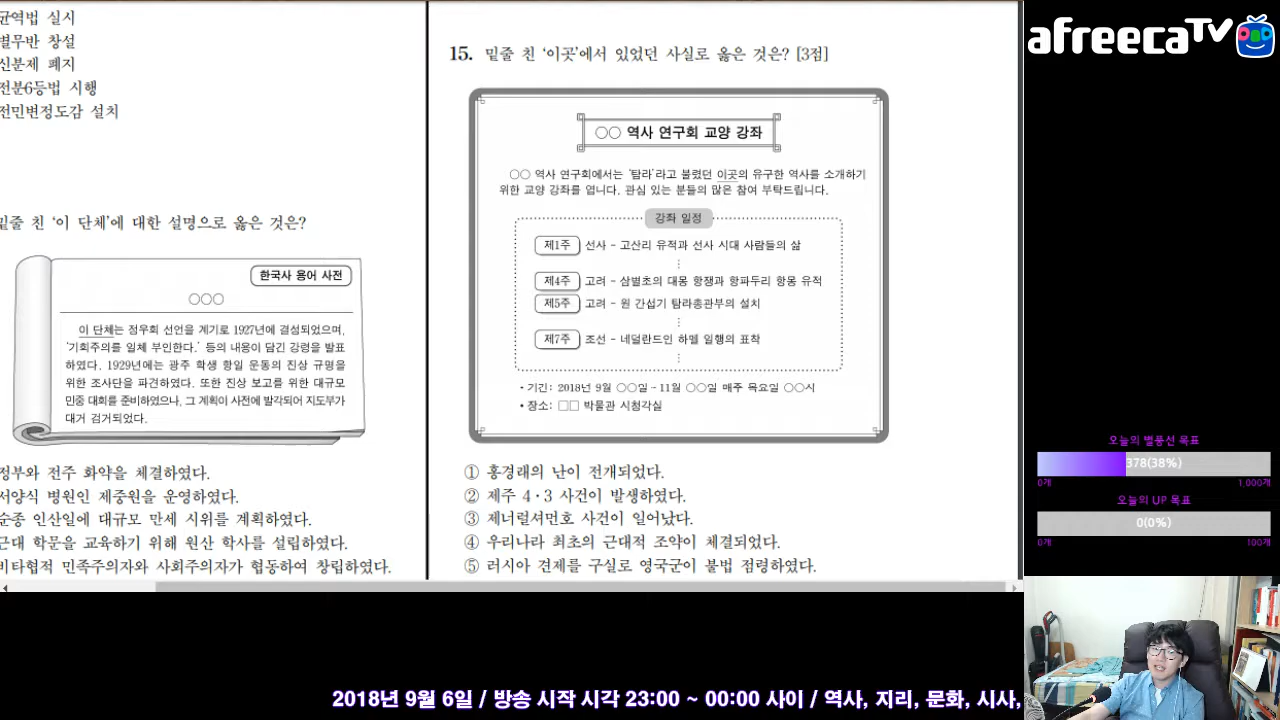 균역법 실시
별무반 창설
신분제 폐지
전분6등법 시행
전민변정도감 설치
밑줄 친 '이 단체'에 대한 설명으로 옳은 것은?
한국사 용어 사전
○○○
이 단체는 정우회 선언을 계기로 1927년에 결성되었으며,
'기회주의를 일체 부인한다.' 등의 내용이 담긴 강령을 발표
하였다. 1929년에는 광주 학생 항일 운동의 진상 규명을
위한 조사단을 파견하였다. 또한 진상 보고를 위한 대규모
민중 대회를 준비하였으나, 그 계획이 사전에 발각되어 지도부가
대거 검거되었다.
정부와 전주 화약을 체결하였다.
서양식 병원인 제중원을 운영하였다.
순종 인산일에 대규모 만세 시위를 계획하였다.
근대 학문을 교육하기 위해 원산 학사를 설립하였다.
비타협적 민족주의자와 사회주의자가 협동하여 창립하였다.
15. 밑줄 친 '이곳'에서 있었던 사실로 옳은 것은? [3점]
○○ 역사 연구회 교양 강좌
○○ 역사 연구회에서는 '탐라'라고 불렸던 이곳의 유구한 역사를 소개하기
위한 교양 강좌를 엽니다. 관심 있는 분들의 많은 참여 부탁드립니다.
강좌 일정
제1주 선사 - 고산리 유적과 선사 시대 사람들의 삶
⋮
제4주 고려 - 삼별초의 대몽 항쟁과 항파두리 항몽 유적
제5주 고려 - 원 간섭기 탐라총관부의 설치
⋮
제7주 조선 - 네덜란드인 하멜 일행의 표착
⋮
• 기간: 2018년 9월 ○○일 ~ 11월 ○○일 매주 목요일 ○○시
• 장소: □□ 박물관 시청각실
① 홍경래의 난이 전개되었다.
② 제주 4·3 사건이 발생하였다.
③ 제너럴셔먼호 사건이 일어났다.
④ 우리나라 최초의 근대적 조약이 체결되었다.
⑤ 러시아 견제를 구실로 영국군이 불법 점령하였다.
afreecaTV
오늘의 별풍선 목표
378(38%)
0개 1,000개
오늘의 UP 목표
0(0%)
0개 100개
2018년 9월 6일 / 방송 시작 시각 23:00 ~ 00:00 사이 / 역사, 지리, 문화, 시사,